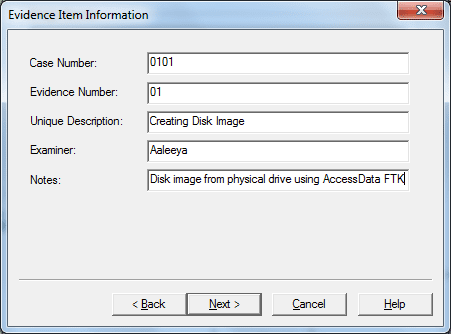 Evidence Item Information
Case Number: 0101
Evidence Number: 01
Unique Description: Creating Disk Image
Examiner: Aaleeya
Notes: Disk image from physical drive using AccessData FTK
< Back Next > Cancel Help